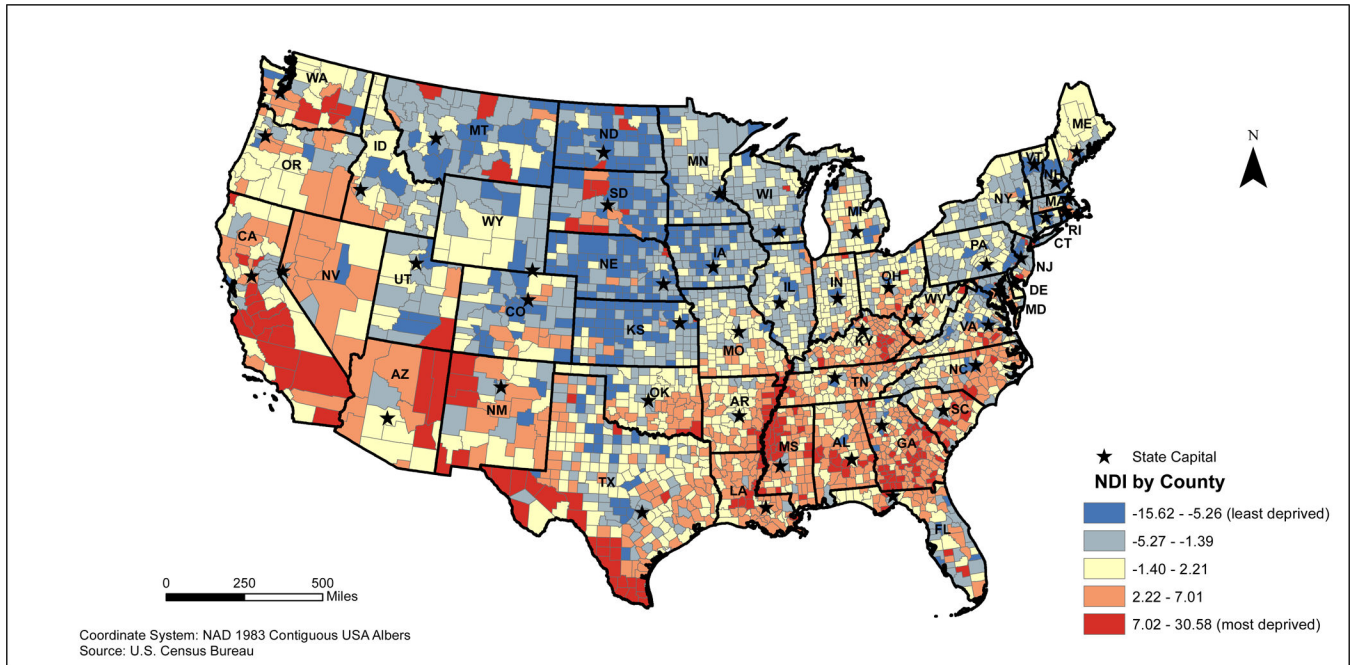 WA
MT
ND
MN
ME
OR
ID
SD
WI
VT
NH
WY
MI
NY
MA
RI
CT
CA
NV
UT
NE
IA
PA
NJ
CO
IL
IN
OH
DE
MD
KS
MO
WV
VA
KY
AZ
NM
OK
AR
TN
NC
SC
MS
AL
GA
TX
LA
FL
N
State Capital
NDI by County
-15.62 - -5.26 (least deprived)
-5.27 - -1.39
-1.40 - 2.21
2.22 - 7.01
7.02 - 30.58 (most deprived)
0 250 500
Miles
Coordinate System: NAD 1983 Contiguous USA Albers
Source: U.S. Census Bureau